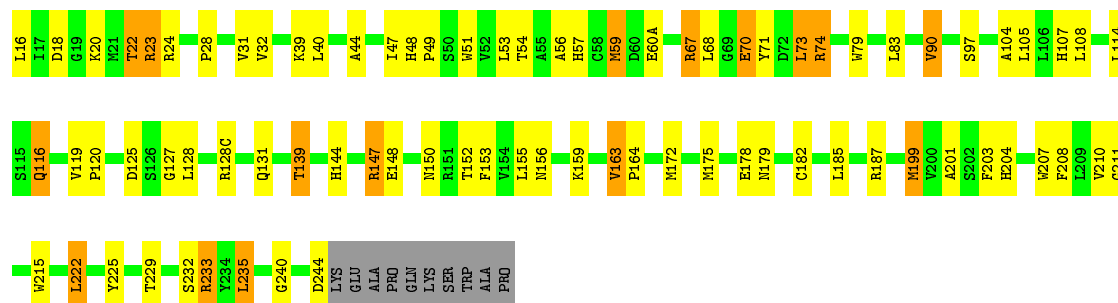 L16 I17 D18 G19 K20 M21 T22 R23 R24 P28 V31 V32 K39 L40 A44 I47 H48 P49 S50 W51 V52 L53 T54 A55 A56 H57 C58 M59 D60 E60A R67 L68 G69 E70 Y71 D72 L73 R74 W79 L83 V90 S97 A104 L105 L106 H107 L108 L114
S115 Q116 V119 P120 D125 S126 G127 L128 R128C Q131 T139 H144 R147 E148 N150 R151 T152 F153 V154 L155 N156 K159 V163 P164 M172 M175 E178 N179 C182 L185 R187 M199 V200 A201 S202 F203 H204 W207 F208 L209 V210 G211
W215 L222 Y225 T229 S232 R233 Y234 L235 G240 D244 LYS GLU ALA PRO GLN LYS SER TRP ALA PRO